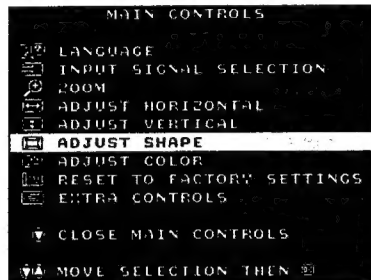 MAIN CONTROLS
LANGUAGE
INPUT SIGNAL SELECTION
ZOOM
ADJUST HORIZONTAL
ADJUST VERTICAL
ADJUST SHAPE
ADJUST COLOR
RESET TO FACTORY SETTINGS
EXTRA CONTROLS
CLOSE MAIN CONTROLS
MOVE SELECTION THEN